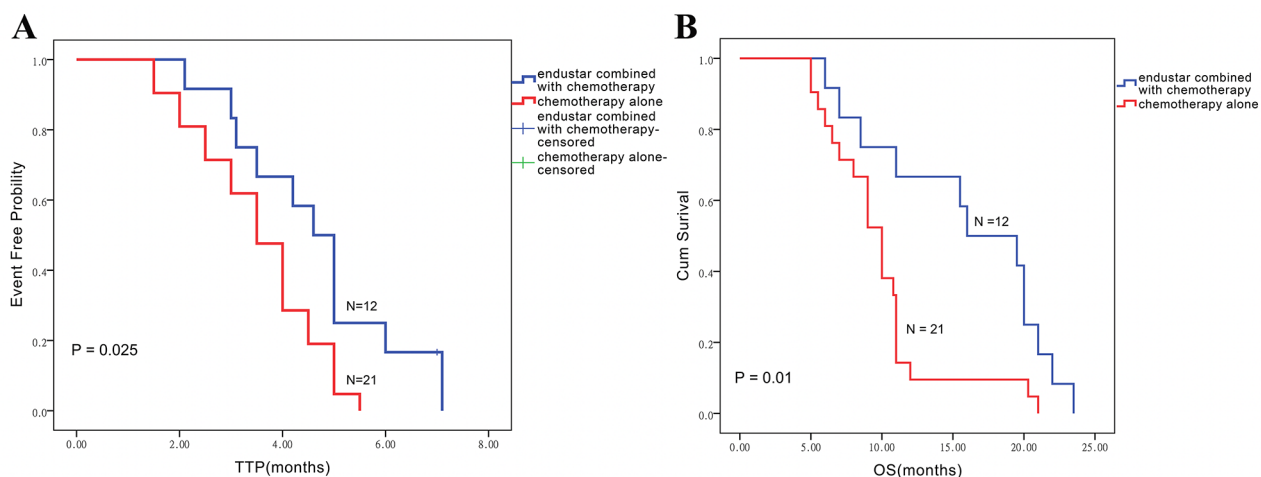 A
B
1.0
0.8
0.6
0.4
0.2
0.0
Event Free Probility
0.00
2.00
4.00
6.00
8.00
TTP(months)
P = 0.025
N=12
N=21
endustar combined
with chemotherapy
chemotherapy alone
endustar combined
with chemotherapy-
censored
chemotherapy alone-
censored
1.0
0.8
0.6
0.4
0.2
0.0
Cum Surival
0.00
5.00
10.00
15.00
20.00
25.00
OS(months)
P = 0.01
N =12
N = 21
endustar combined
with chemotherapy
chemotherapy alone